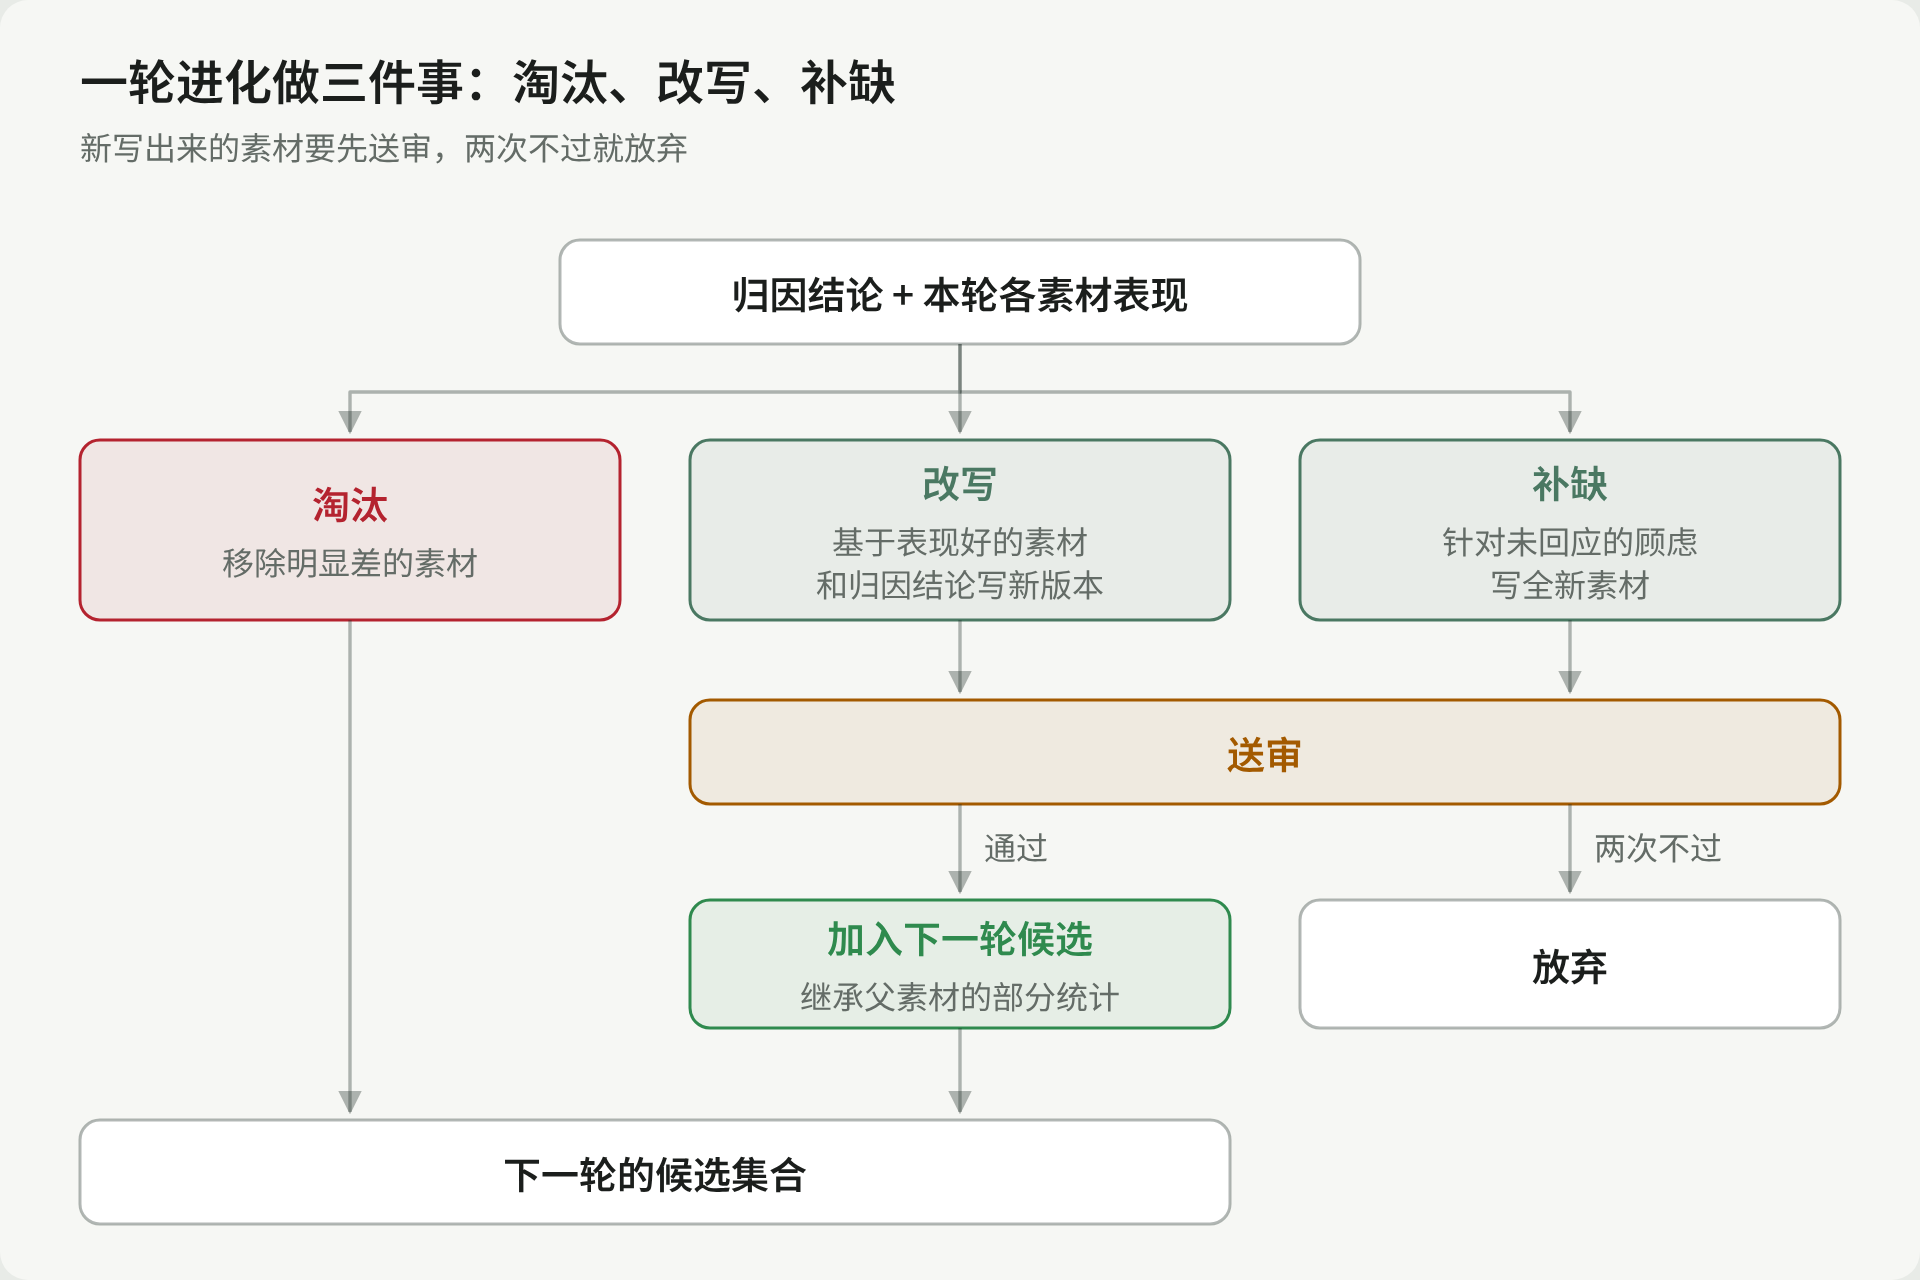 一轮进化做三件事：淘汰、改写、补缺
新写出来的素材要先送审，两次不过就放弃
归因结论 + 本轮各素材表现
淘汰
移除明显差的素材
改写
基于表现好的素材
和归因结论写新版本
补缺
针对未回应的顾虑
写全新素材
送审
通过
两次不过
加入下一轮候选
继承父素材的部分统计
放弃
下一轮的候选集合